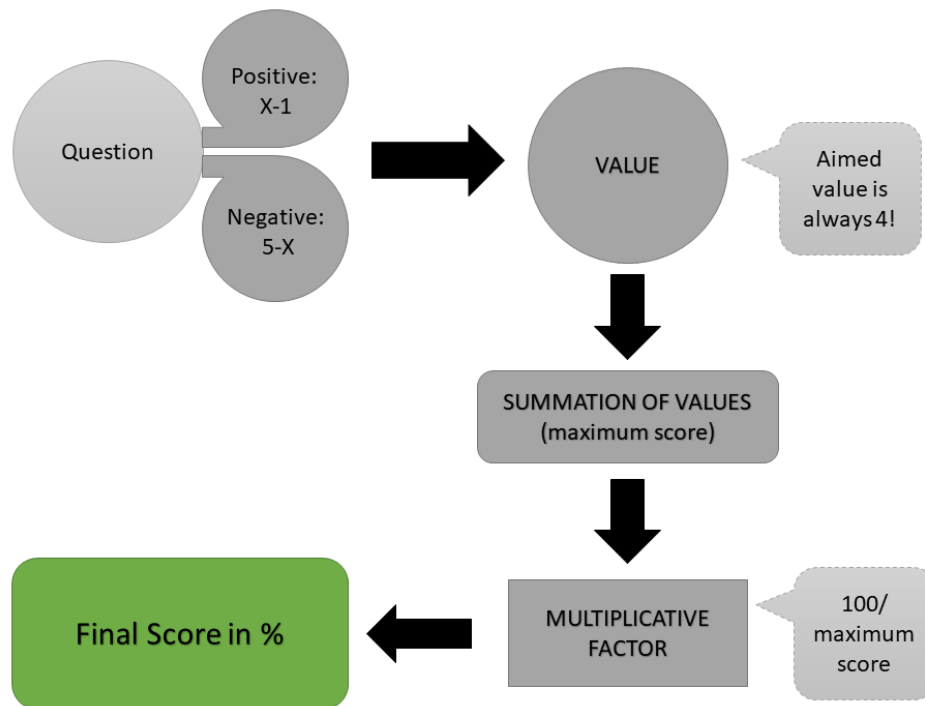 Question
Positive:
X-1
Negative:
5-X
VALUE
Aimed
value is
always 4!
SUMMATION OF VALUES
(maximum score)
MULTIPLICATIVE
FACTOR
100/
maximum
score
Final Score in %